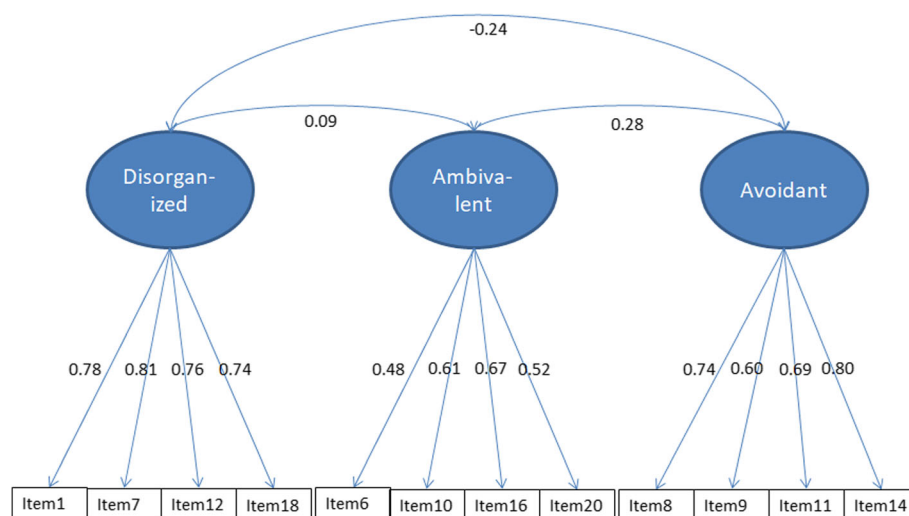 -0.24
0.09
0.28
Disorgan-
ized
Ambiva-
lent
Avoidant
0.78 0.81 0.76 0.74 0.48 0.61 0.67 0.52 0.74 0.60 0.69 0.80
Item1 Item7 Item12 Item18 Item6 Item10 Item16 Item20 Item8 Item9 Item11 Item14